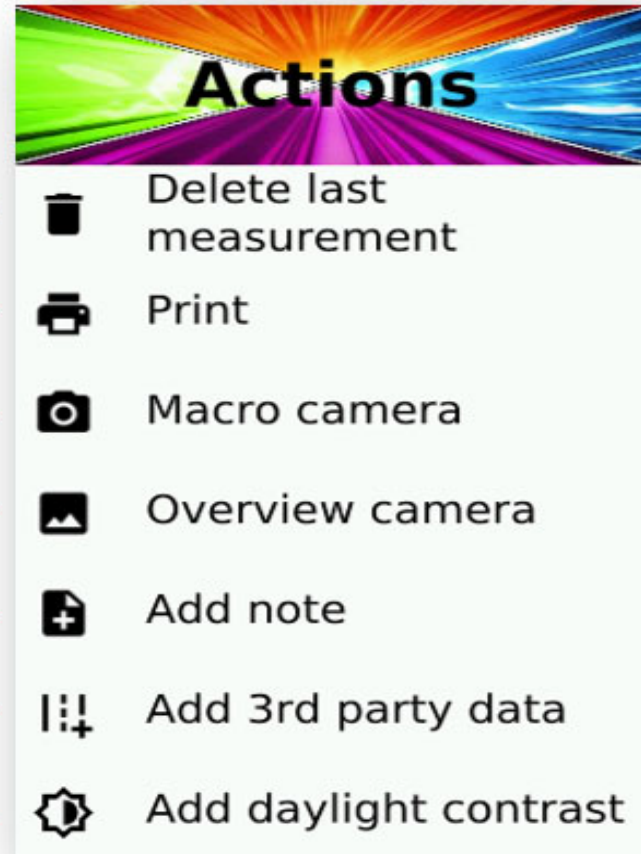 Actions
Delete last
measurement
Print
Macro camera
Overview camera
Add note
Add 3rd party data
Add daylight contrast